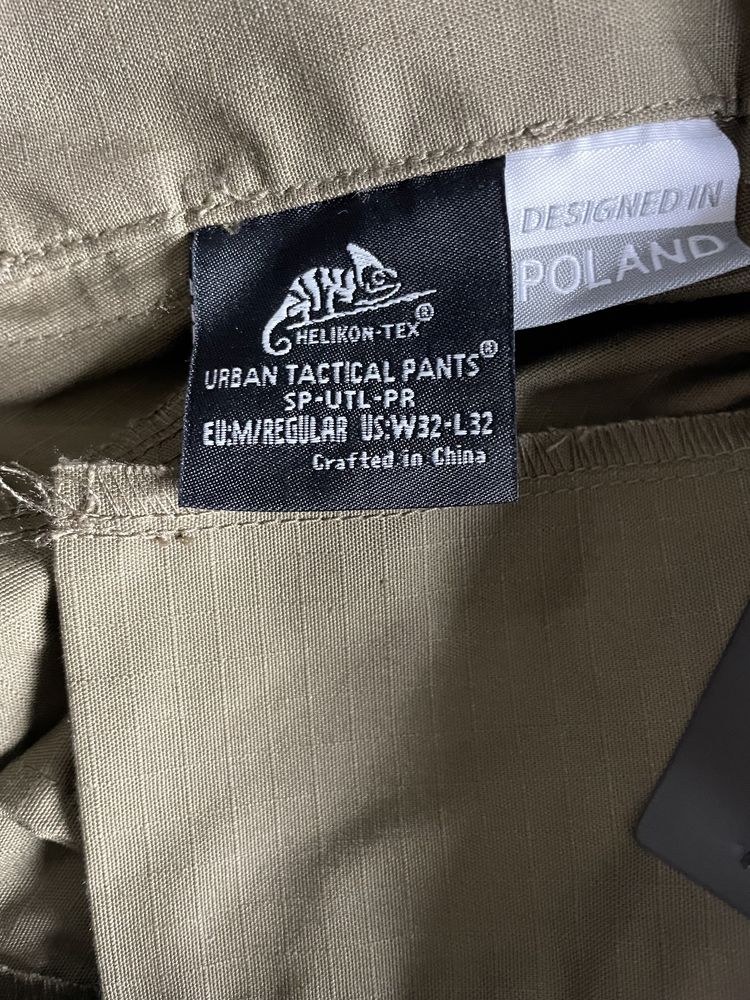 HELIKON-TEX®
URBAN TACTICAL PANTS®
SP-UTL-PR
EU:M/REGULAR US:W32-L32
Crafted in China
DESIGNED IN
POLAND